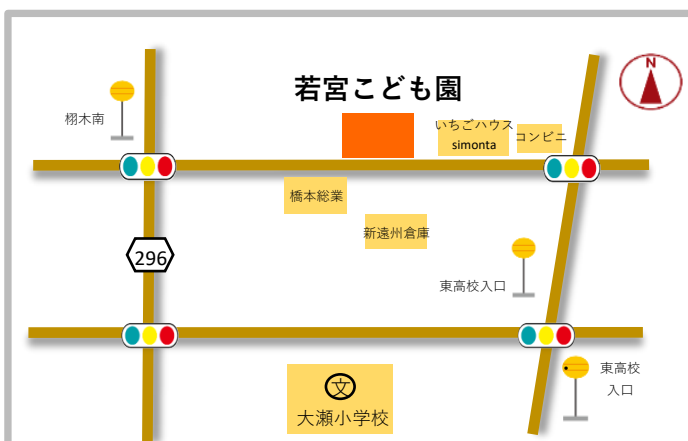 若宮こども園
N
栩木南
いちごハウス
simonta
コンビニ
橋本総業
新遠州倉庫
296
東高校入口
東高校
入口
文
大瀬小学校